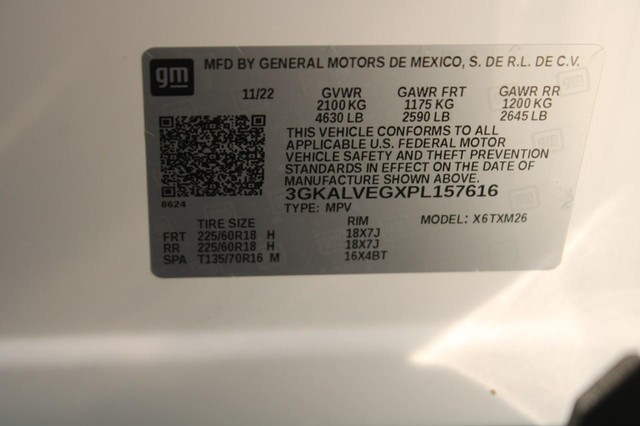 gm
MFD BY GENERAL MOTORS DE MEXICO, S. DE R.L. DE C.V.
11/22 GVWR GAWR FRT GAWR RR
2100 KG 1175 KG 1200 KG
4630 LB 2590 LB 2645 LB
THIS VEHICLE CONFORMS TO ALL
APPLICABLE U.S. FEDERAL MOTOR
VEHICLE SAFETY AND THEFT PREVENTION
STANDARDS IN EFFECT ON THE DATE OF
MANUFACTURE SHOWN ABOVE.
3GKALVEGXPL157616
8624
TYPE: MPV
TIRE SIZE RIM MODEL: X6TXM26
FRT 225/60R18 H 18X7J
RR 225/60R18 H 18X7J
SPA T135/70R16 M 16X4BT